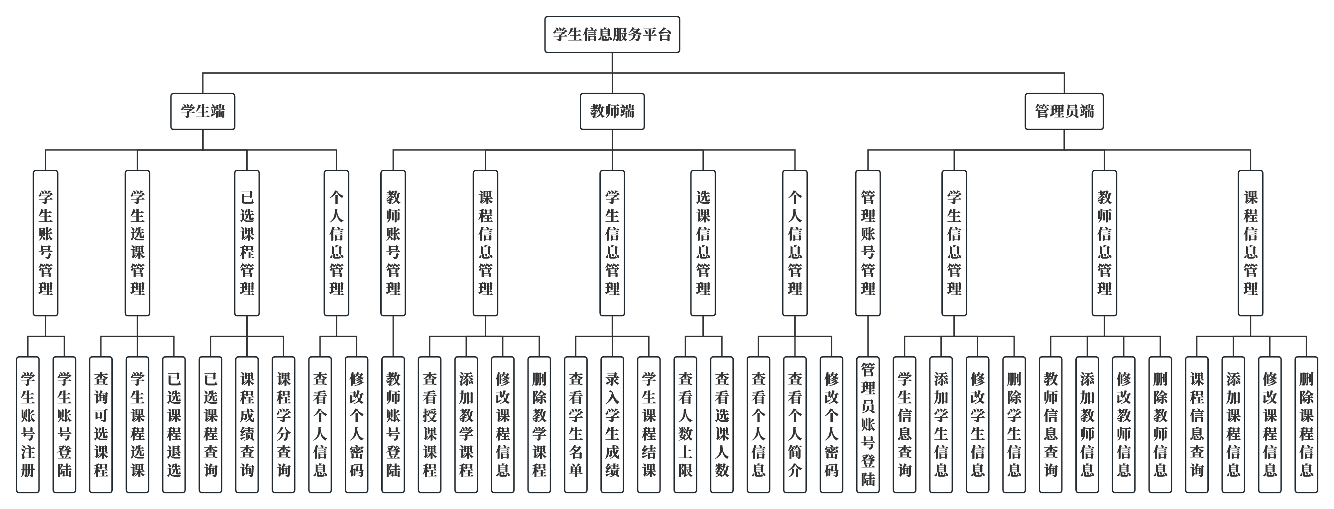 学生信息服务平台
学生端
教师端
管理员端
学生账号管理
学生选课管理
已选课程管理
个人信息管理
教师账号管理
课程信息管理
学生信息管理
选课信息管理
个人信息管理
管理账号管理
学生信息管理
教师信息管理
课程信息管理
学生账号注册
学生账号登陆
查询可选课程
学生课程选课
已选课程退选
已选课程查询
课程成绩查询
课程学分查询
查看个人信息
修改个人密码
教师账号登陆
查看授课课程
添加教学课程
修改课程信息
删除教学课程
查看学生名单
录入学生成绩
学生课程结课
查看人数上限
查看选课人数
查看个人信息
查看个人简介
修改个人密码
管理员账号登陆
学生信息查询
添加学生信息
修改学生信息
删除学生信息
教师信息查询
添加教师信息
修改教师信息
删除教师信息
课程信息查询
添加课程信息
修改课程信息
删除课程信息